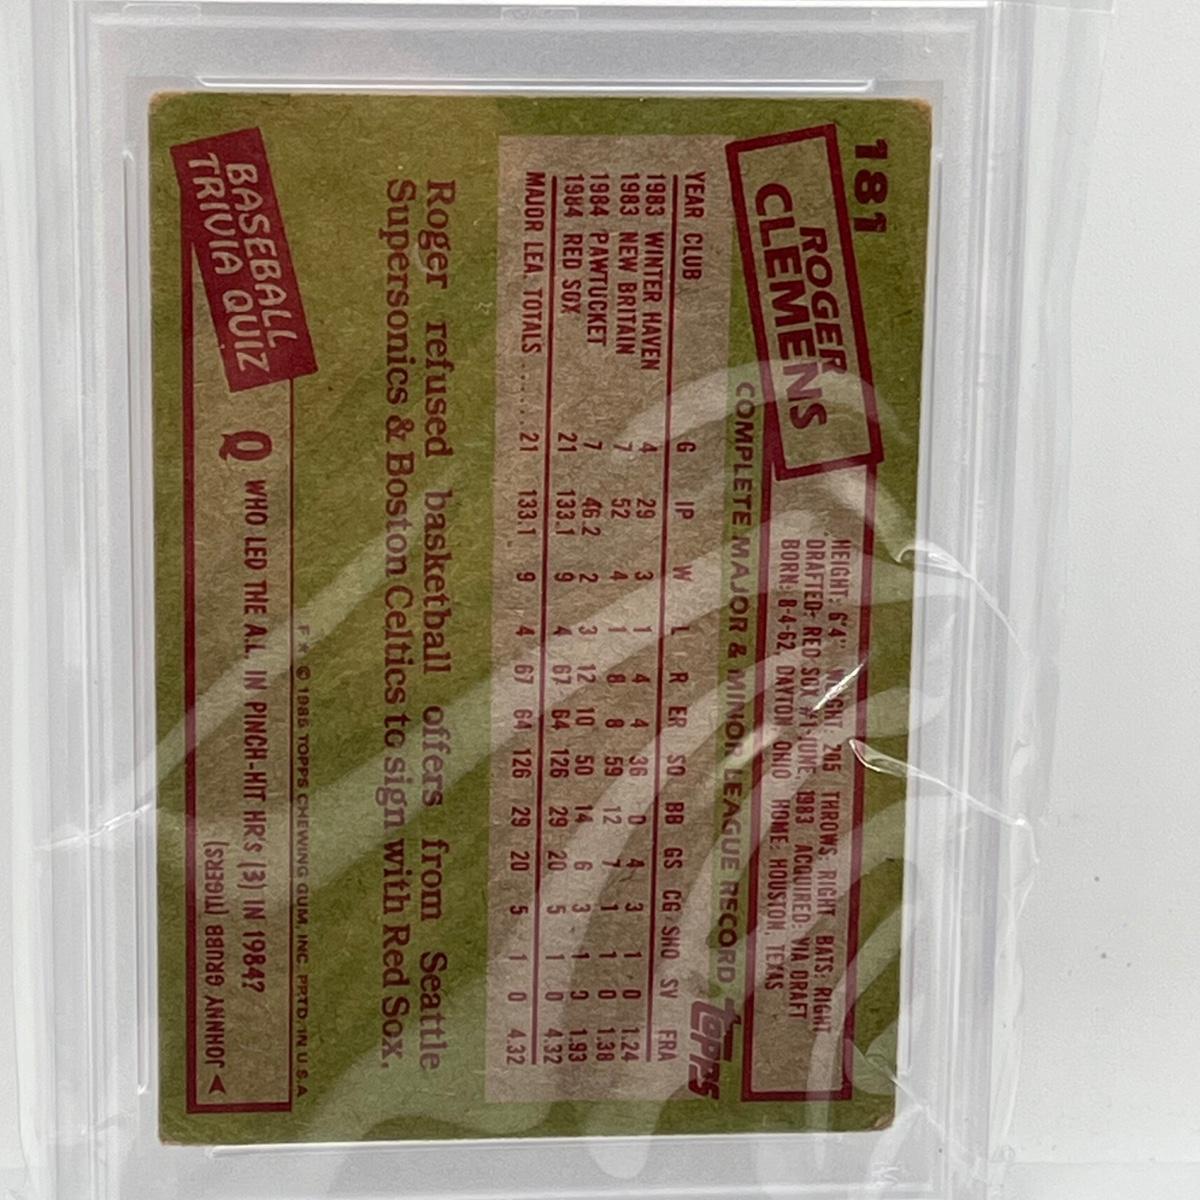 181
ROGER
CLEMENS
HEIGHT: 6'4" WEIGHT: 205 THROWS: RIGHT BATS: RIGHT
DRAFTED: RED SOX #1-JUNE, 1983 ACQUIRED: VIA DRAFT
BORN: 8-4-62, DAYTON, OHIO HOME: HOUSTON, TEXAS
COMPLETE MAJOR & MINOR LEAGUE RECORD topps
YEAR CLUB G IP W L R ER SO BB GS CG SHO SV ERA
1983 WINTER HAVEN 4 29 3 1 4 4 36 0 4 3 1 0 1.24
1983 NEW BRITAIN 7 52 4 1 8 8 59 12 7 1 1 0 1.38
1984 PAWTUCKET 7 46.2 2 3 12 10 50 14 6 3 1 0 1.93
1984 RED SOX 21 133.1 9 4 67 64 126 29 20 5 1 0 4.32
MAJOR LEA. TOTALS ...... 21 133.1 9 4 67 64 126 29 20 5 1 0 4.32
Roger refused basketball offers from Seattle
Supersonics & Boston Celtics to sign with Red Sox.
F** © 1985 TOPPS CHEWING GUM, INC. PRTD. IN U.S.A.
BASEBALL
TRIVIA QUIZ
Q WHO LED THE A.L. IN PINCH-HIT HR'S (3) IN 1984?
JOHNNY GRUBB (TIGERS)